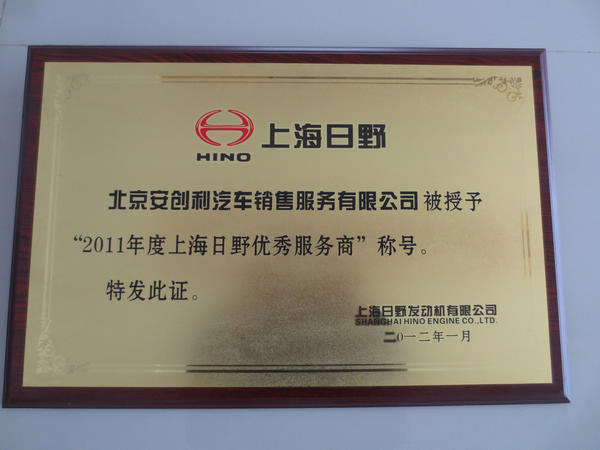 HINO 上海日野
北京安创利汽车销售服务有限公司被授予
“2011年度上海日野优秀服务商”称号。
特发此证。
上海日野发动机有限公司
SHANGHAI HINO ENGINE CO.,LTD.
二0一二年一月